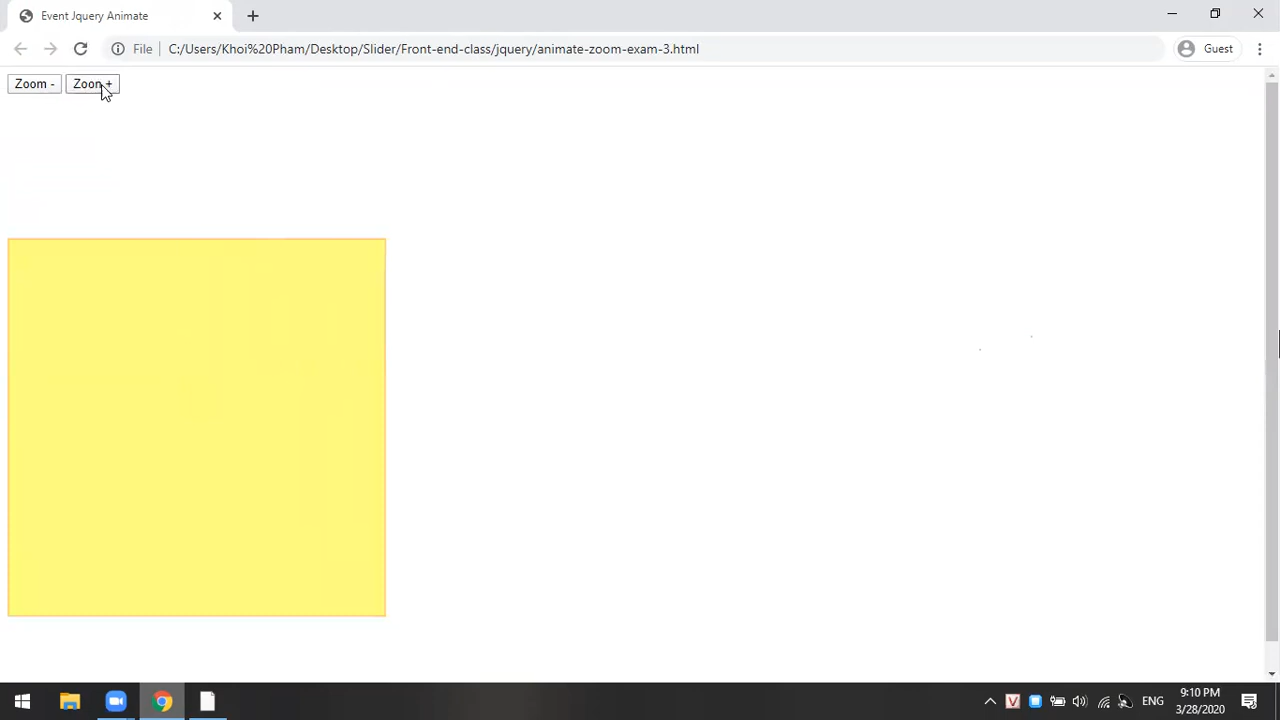 Event Jquery Animate
File C:/Users/Khoi%20Pham/Desktop/Slider/Front-end-class/jquery/animate-zoom-exam-3.html Guest
Zoom - Zoon +
V ENG 9:10 PM
3/28/2020